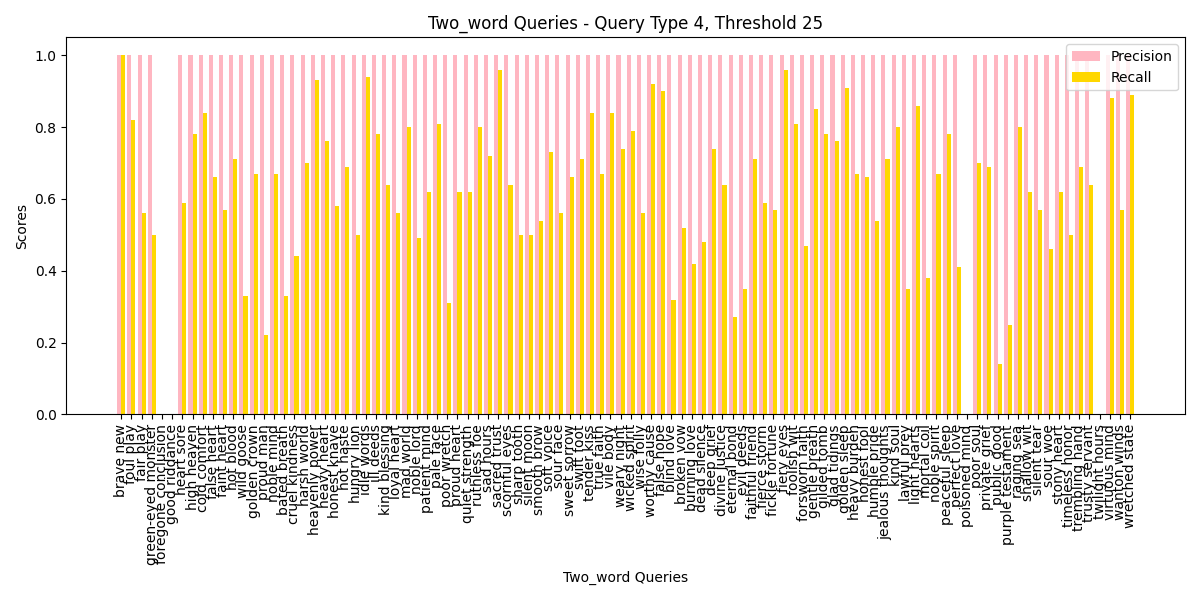 Two_word Queries - Query Type 4, Threshold 25
Precision
Recall
Scores
1.0
0.8
0.6
0.4
0.2
0.0
brave new
foul play
fair play
green-eyed monster
foregone conclusion
good riddance
heart sore
high heaven
cold comfort
false heart
faint heart
hot blood
wild goose
golden crown
proud man
noble mind
bated breath
cruel kindness
harsh world
heavenly power
heavy heart
honest knave
hot haste
hungry lion
idle words
ill deeds
kind blessing
loyal heart
mad world
noble lord
patient mind
pale face
poor wretch
proud heart
quiet strength
ruthless foe
sad hours
sacred trust
scornful eyes
sharp tooth
silent moon
smooth brow
soft voice
sour face
sweet sorrow
swift foot
tender kiss
true faith
vile body
weary night
wicked spirit
worthy cause
base hope
blind love
broken vow
burning love
dead silence
deep grief
divine justice
eternal bond
evil deeds
faithful friend
fierce storm
fickle fortune
fiery eyes
foolish wit
forsworn faith
gentle breath
gilded tomb
glad tidings
golden sleep
heavy burden
honest fool
humble pride
jealous thoughts
kind soul
lawful prey
light hearts
mortal coil
noble spirit
peaceful sleep
perfect love
poisoned mind
poor soul
private grief
public good
purple testament
raging sea
shallow wit
silent tear
sour woe
stony heart
timeless honor
trembling hand
trusty servant
twilight hours
virtuous mind
wanton wind
wretched state
Two_word Queries